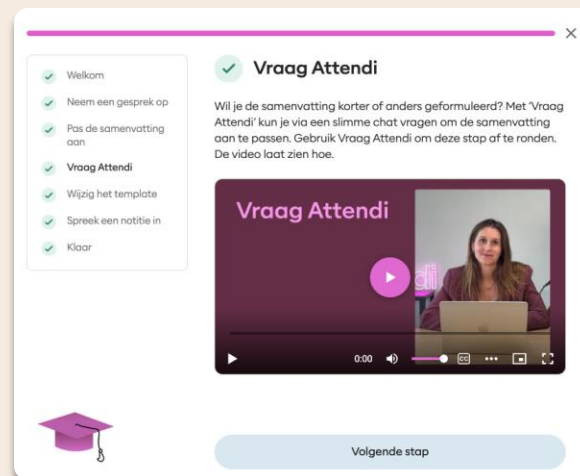 Welkom
Neem een gesprek op
Pas de samenvatting
aan
Vraag Attendi
Wijzig het template
Spreek een notitie in
Klaar
Vraag Attendi
Wil je de samenvatting korter of anders geformuleerd? Met 'Vraag
Attendi' kun je via een slimme chat vragen om de samenvatting
aan te passen. Gebruik Vraag Attendi om deze stap af te ronden.
De video laat zien hoe.
Vraag Attendi
di
0:00
CC
Volgende stap